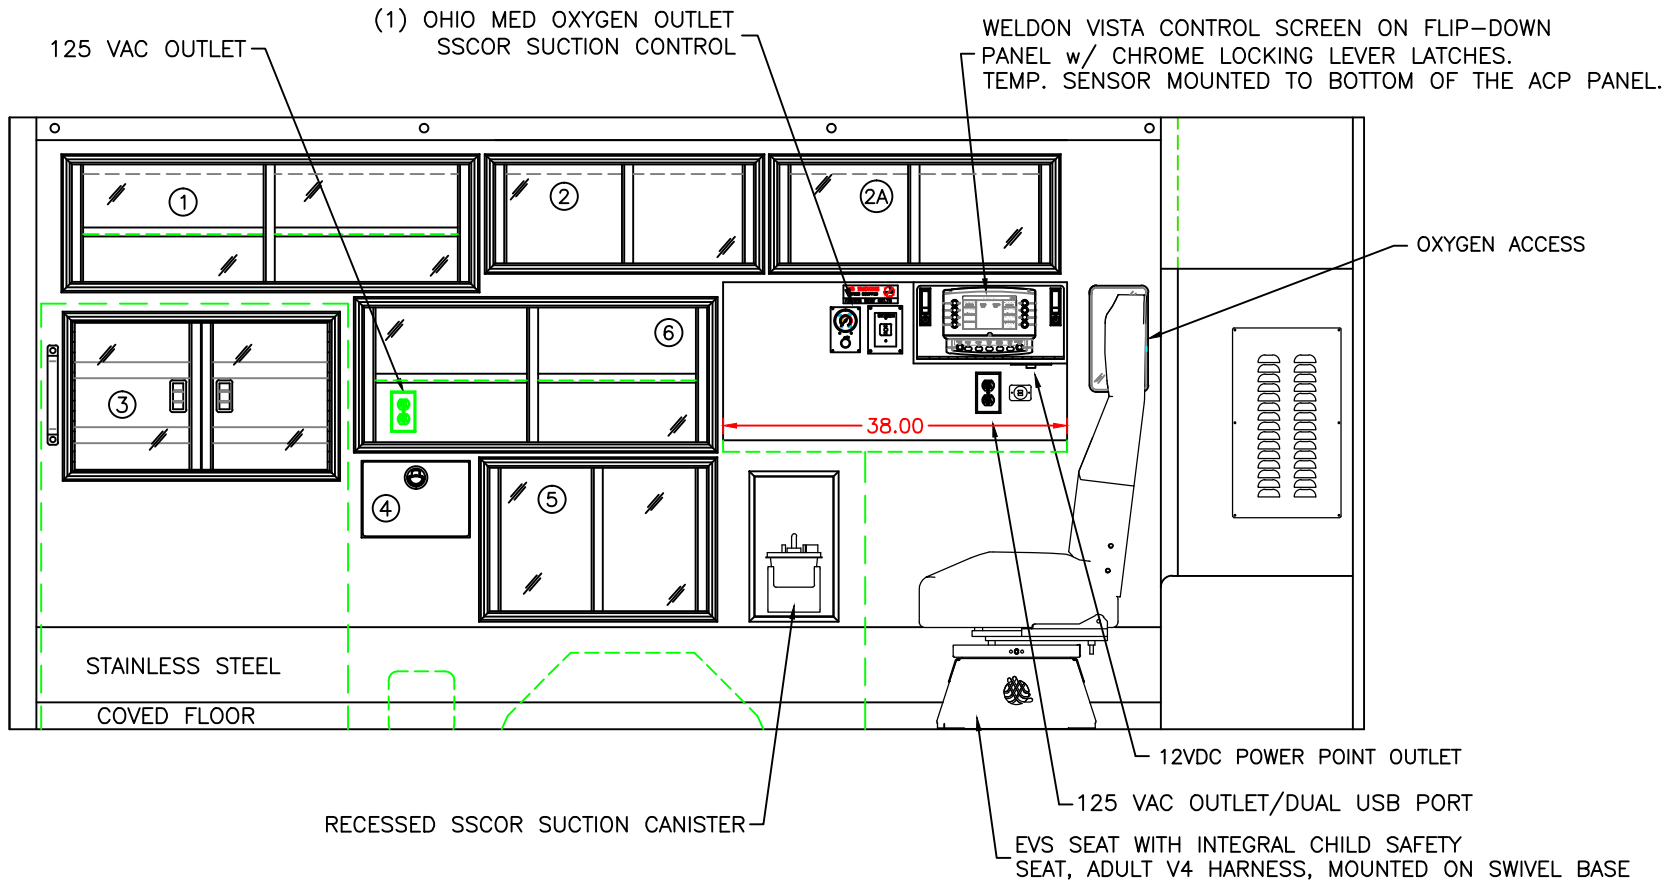 (1) OHIO MED OXYGEN OUTLET
SSCOR SUCTION CONTROL
125 VAC OUTLET
WELDON VISTA CONTROL SCREEN ON FLIP-DOWN
PANEL w/ CHROME LOCKING LEVER LATCHES.
TEMP. SENSOR MOUNTED TO BOTTOM OF THE ACP PANEL.
1
2
2A
OXYGEN ACCESS
6
3
38.00
4
5
STAINLESS STEEL
COVED FLOOR
12VDC POWER POINT OUTLET
125 VAC OUTLET/DUAL USB PORT
RECESSED SSCOR SUCTION CANISTER
EVS SEAT WITH INTEGRAL CHILD SAFETY
SEAT, ADULT V4 HARNESS, MOUNTED ON SWIVEL BASE